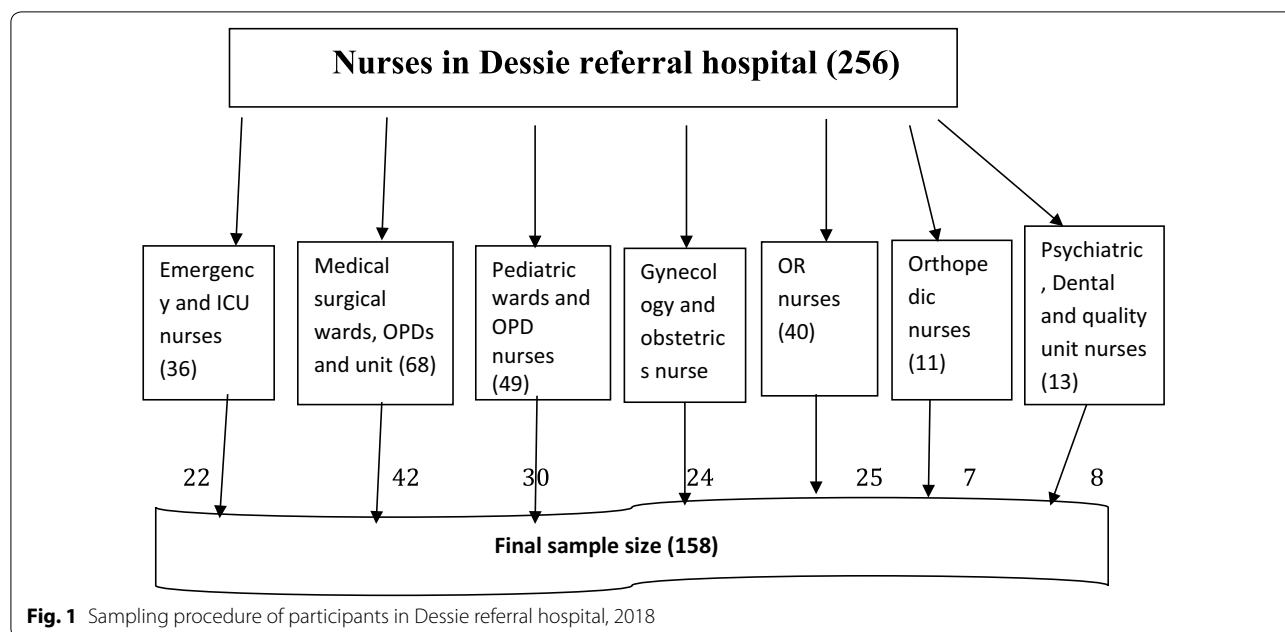 Nurses in Dessie referral hospital (256)
Emergenc
y and ICU
nurses
(36)
Medical
surgical
wards, OPDs
and unit (68)
Pediatric
wards and
OPD
nurses
(49)
Gynecol
ogy and
obstetric
s nurse
OR
nurses
(40)
Orthope
dic
nurses
(11)
Psychiatric
, Dental
and quality
unit nurses
(13)
22
42
30
24
25
7
8
Final sample size (158)
Fig. 1 Sampling procedure of participants in Dessie referral hospital, 2018